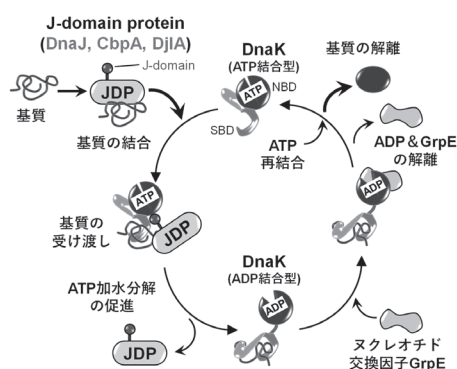 J-domain protein
(DnaJ, CbpA, DjlA)
J-domain
JDP
基質
基質の結合
DnaK
(ATP結合型)
ATP
NBD
SBD
基質の解離
ATP
再結合
ADP＆GrpE
の解離
ADP
基質の
受け渡し
ATP
JDP
ATP加水分解
の促進
JDP
DnaK
(ADP結合型)
ADP
ヌクレオチド
交換因子GrpE